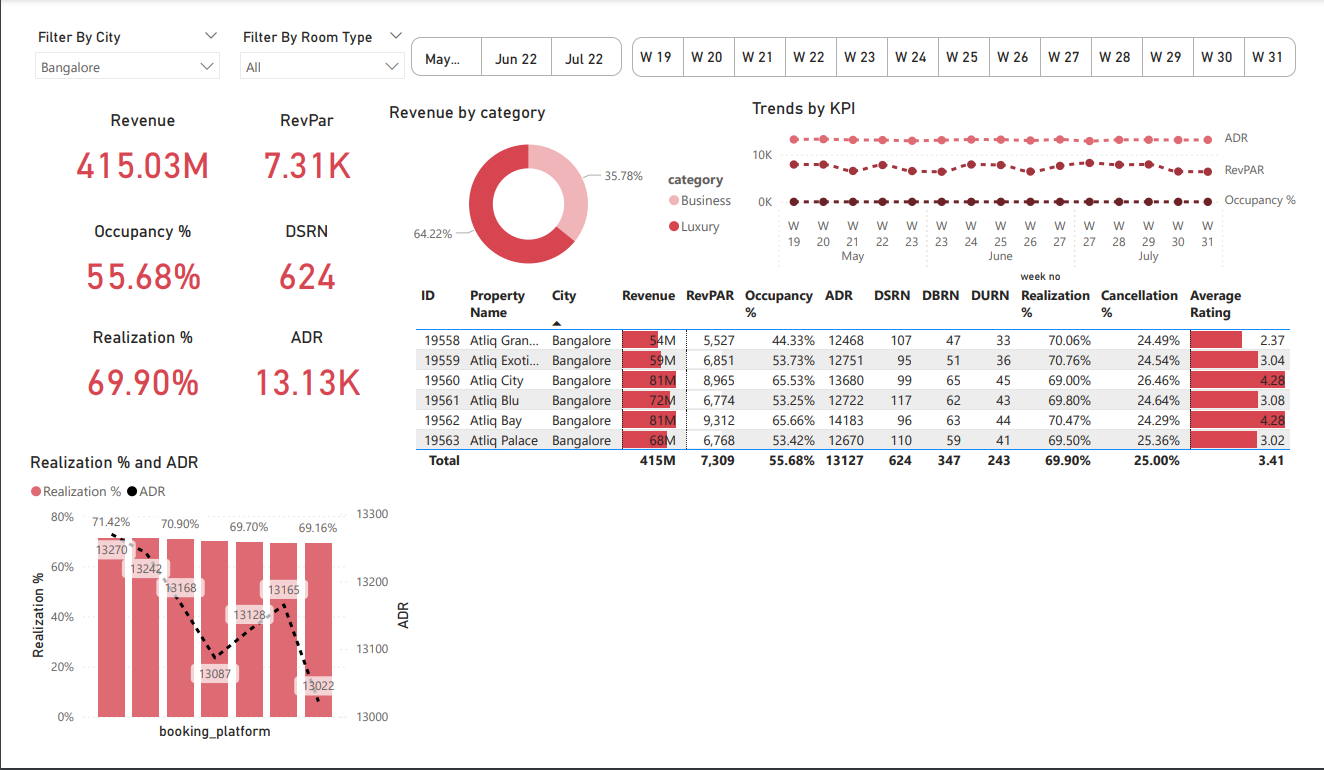 Filter By City
Bangalore
Filter By Room Type
All
May... Jun 22 Jul 22
W 19 W 20 W 21 W 22 W 23 W 24 W 25 W 26 W 27 W 28 W 29 W 30 W 31
Revenue
415.03M
RevPar
7.31K
Occupancy %
55.68%
DSRN
624
Realization %
69.90%
ADR
13.13K
Revenue by category
35.78%
64.22%
category
Business
Luxury
Trends by KPI
10K
0K
ADR
RevPAR
Occupancy %
W W W W W W W W W W W W W W W
19 20 21 22 23 23 24 25 26 27 27 28 29 30 31
May June July
week no
ID Property Name City Revenue RevPAR Occupancy % ADR DSRN DBRN DURN Realization % Cancellation % Average Rating
19558 Atliq Gran... Bangalore 54M 5,527 44.33% 12468 107 47 33 70.06% 24.49% 2.37
19559 Atliq Exoti... Bangalore 59M 6,851 53.73% 12751 95 51 36 70.76% 24.54% 3.04
19560 Atliq City Bangalore 81M 8,965 65.53% 13680 99 65 45 69.00% 26.46% 4.28
19561 Atliq Blu Bangalore 72M 6,774 53.25% 12722 117 62 43 69.80% 24.64% 3.08
19562 Atliq Bay Bangalore 81M 9,312 65.66% 14183 96 63 44 70.47% 24.29% 4.28
19563 Atliq Palace Bangalore 68M 6,768 53.42% 12670 110 59 41 69.50% 25.36% 3.02
Total 415M 7,309 55.68% 13127 624 347 243 69.90% 25.00% 3.41
Realization % and ADR
Realization % ADR
Realization %
80%
60%
40%
20%
0%
71.42% 70.90% 69.70% 69.16%
13270
13242
13168
13087
13128
13165
13022
13300
13200
13100
13000
ADR
booking_platform